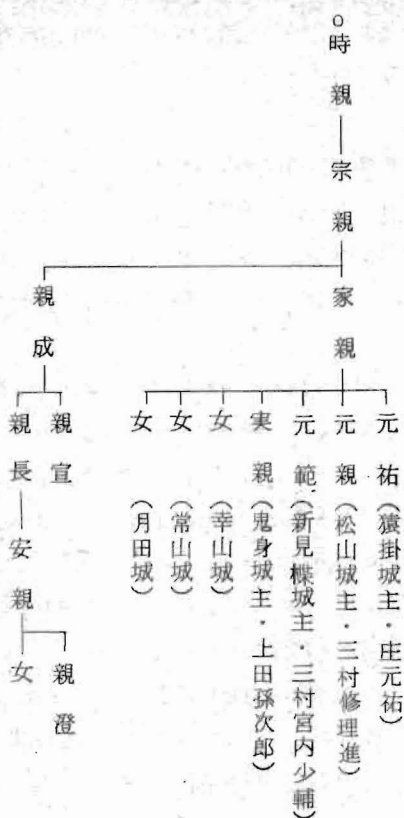 ○時親―宗親
家親
元祐(猿掛城主・庄元祐)
元親(松山城主・三村修理進)
元範(新見楪城主・三村宮内少輔)
実親(鬼身城主・上田孫次郎)
女(幸山城)
女(常山城)
女(月田城)
親成
親宣
親長―安親
親澄
女